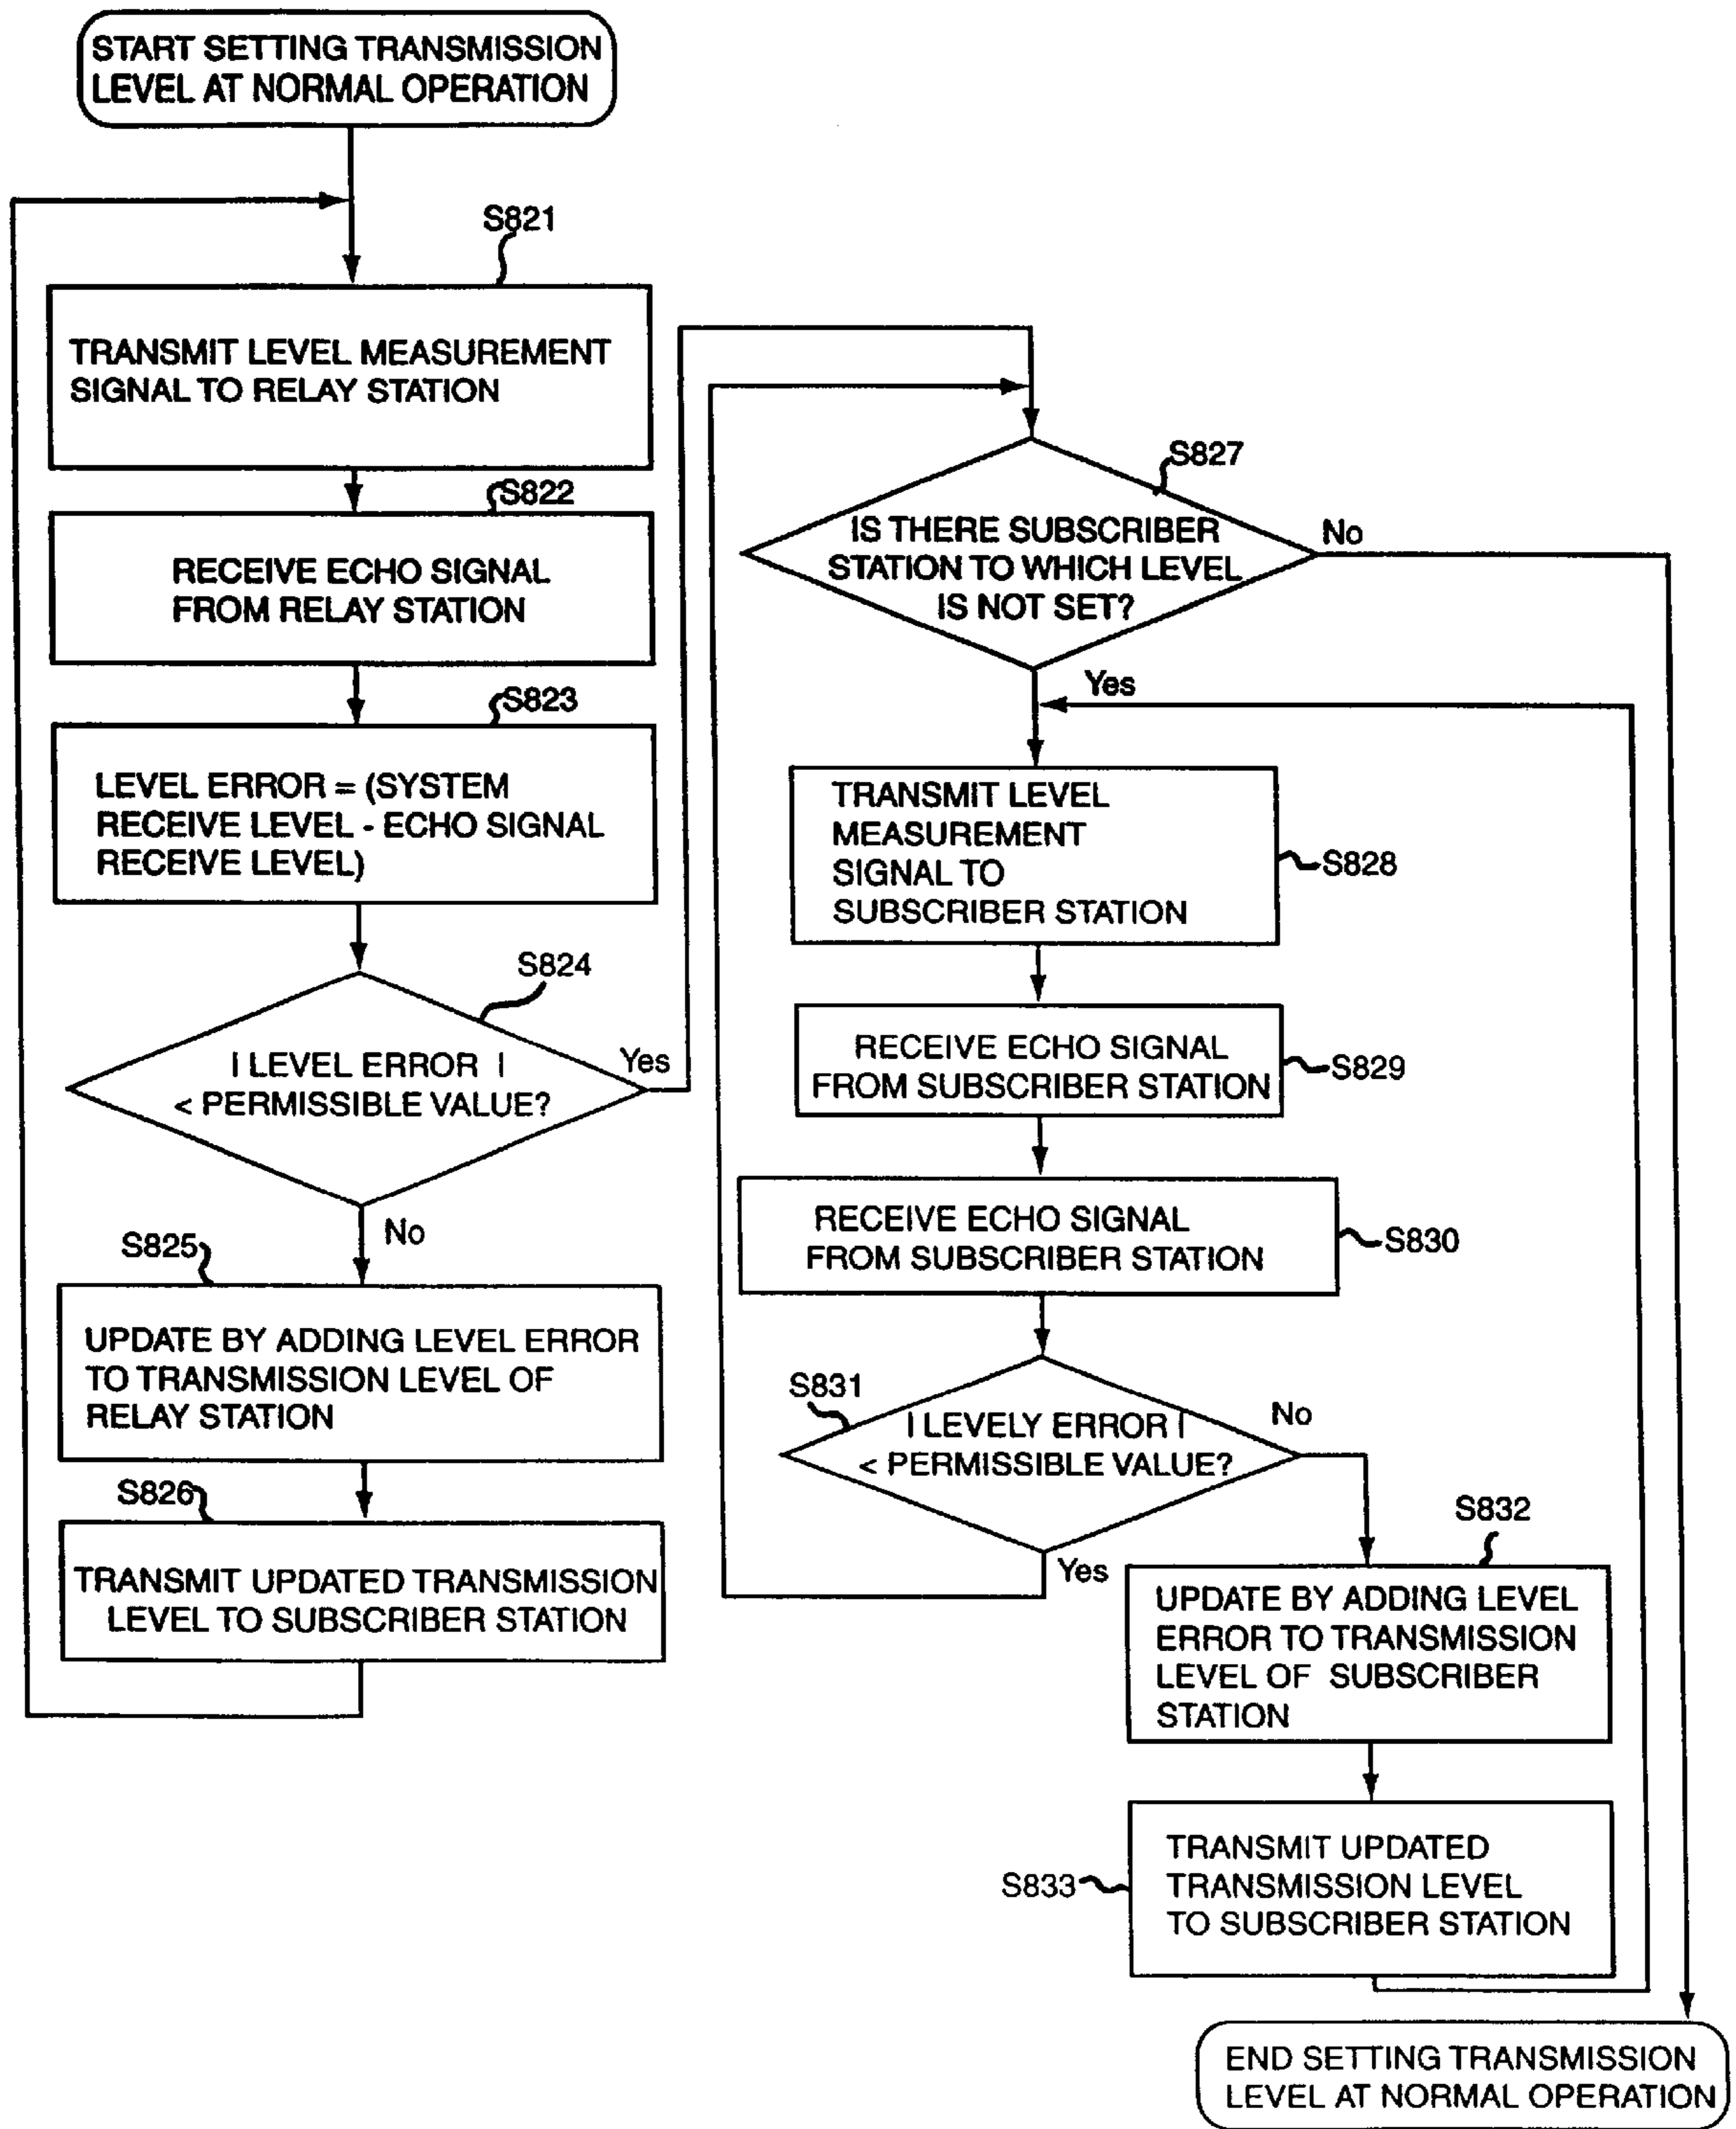 START SETTING TRANSMISSION
LEVEL AT NORMAL OPERATION
S821
TRANSMIT LEVEL MEASUREMENT
SIGNAL TO RELAY STATION
S822
RECEIVE ECHO SIGNAL
FROM RELAY STATION
S823
LEVEL ERROR = (SYSTEM
RECEIVE LEVEL - ECHO SIGNAL
RECEIVE LEVEL)
S824
I LEVEL ERROR I
< PERMISSIBLE VALUE?
Yes
No
S825
UPDATE BY ADDING LEVEL ERROR
TO TRANSMISSION LEVEL OF
RELAY STATION
S826
TRANSMIT UPDATED TRANSMISSION
LEVEL TO SUBSCRIBER STATION
S827
IS THERE SUBSCRIBER
STATION TO WHICH LEVEL
IS NOT SET?
No
Yes
TRANSMIT LEVEL
MEASUREMENT
SIGNAL TO
SUBSCRIBER STATION
S828
RECEIVE ECHO SIGNAL
FROM SUBSCRIBER STATION
S829
RECEIVE ECHO SIGNAL
FROM SUBSCRIBER STATION
S830
S831
I LEVELY ERROR I
< PERMISSIBLE VALUE?
No
Yes
S832
UPDATE BY ADDING LEVEL
ERROR TO TRANSMISSION
LEVEL OF SUBSCRIBER
STATION
S833
TRANSMIT UPDATED
TRANSMISSION LEVEL
TO SUBSCRIBER STATION
END SETTING TRANSMISSION
LEVEL AT NORMAL OPERATION